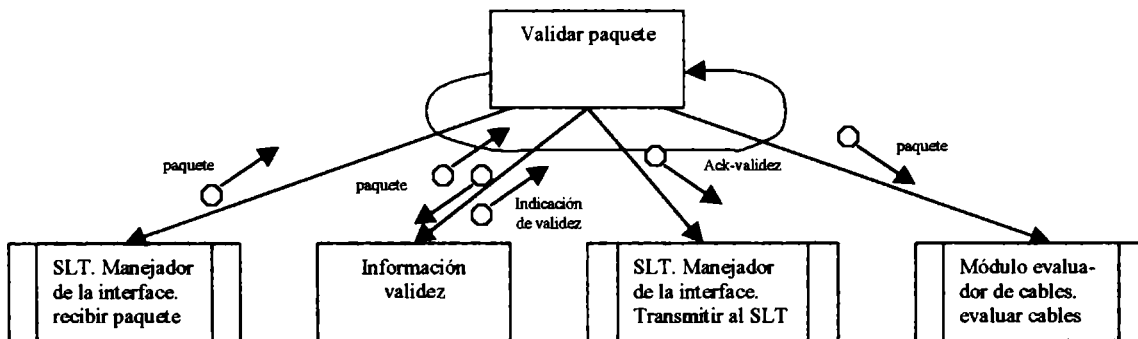 Validar paquete
paquete
paquete
Indicación
de validez
Ack-validez
paquete
SLT. Manejador
de la interface.
recibir paquete
Información
validez
SLT. Manejador
de la interface.
Transmitir al SLT
Módulo evalua-
dor de cables.
evaluar cables